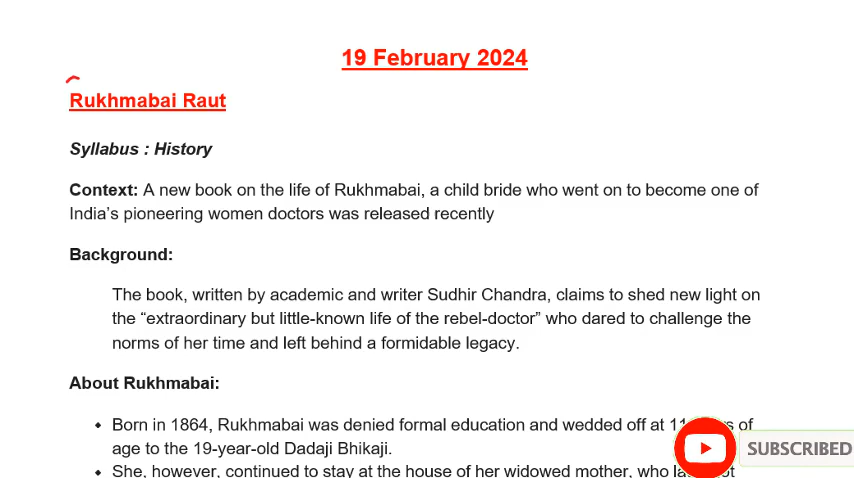 19 February 2024
Rukhmabai Raut
Syllabus : History
Context: A new book on the life of Rukhmabai, a child bride who went on to become one of
India’s pioneering women doctors was released recently
Background:
The book, written by academic and writer Sudhir Chandra, claims to shed new light on
the “extraordinary but little-known life of the rebel-doctor” who dared to challenge the
norms of her time and left behind a formidable legacy.
About Rukhmabai:
• Born in 1864, Rukhmabai was denied formal education and wedded off at of
age to the 19-year-old Dadaji Bhikaji.
• She, however, continued to stay at the house of her widowed mother, who
SUBSCRIBED